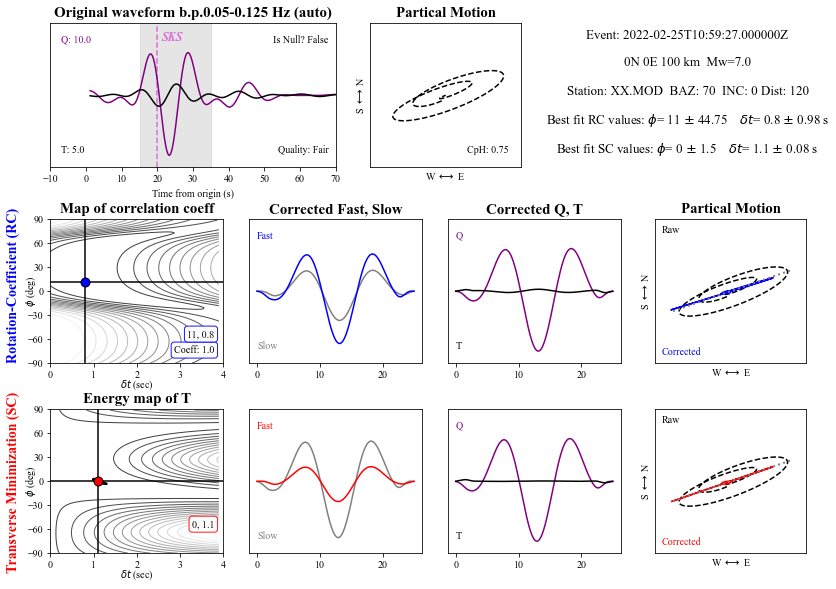 Original waveform b.p.0.05-0.125 Hz (auto)
Q: 10.0
SKS
Is Null? False
T: 5.0
Quality: Fair
−10 0 10 20 30 40 50 60 70
Time from origin (s)
Partical Motion
S ⟷ N
CpH: 0.75
W ⟷ E
Event: 2022-02-25T10:59:27.000000Z
0N 0E 100 km Mw=7.0
Station: XX.MOD BAZ: 70 INC: 0 Dist: 120
Best fit RC values: ϕ= 11 ± 44.75 δt= 0.8 ± 0.98 s
Best fit SC values: ϕ= 0 ± 1.5 δt= 1.1 ± 0.08 s
Rotation-Coefficient (RC)
Map of correlation coeff
90
60
30
0
−30
−60
−90
ϕ (deg)
11, 0.8
Coeff: 1.0
0 1 2 3 4
δt (sec)
Corrected Fast, Slow
Fast
Slow
0 10 20
Corrected Q, T
Q
T
0 10 20
Partical Motion
Raw
S ⟷ N
Corrected
W ⟷ E
Transverse Minimization (SC)
Energy map of T
90
60
30
0
−30
−60
−90
ϕ (deg)
0, 1.1
0 1 2 3 4
δt (sec)
Fast
Slow
0 10 20
Q
T
0 10 20
Raw
S ⟷ N
Corrected
W ⟷ E